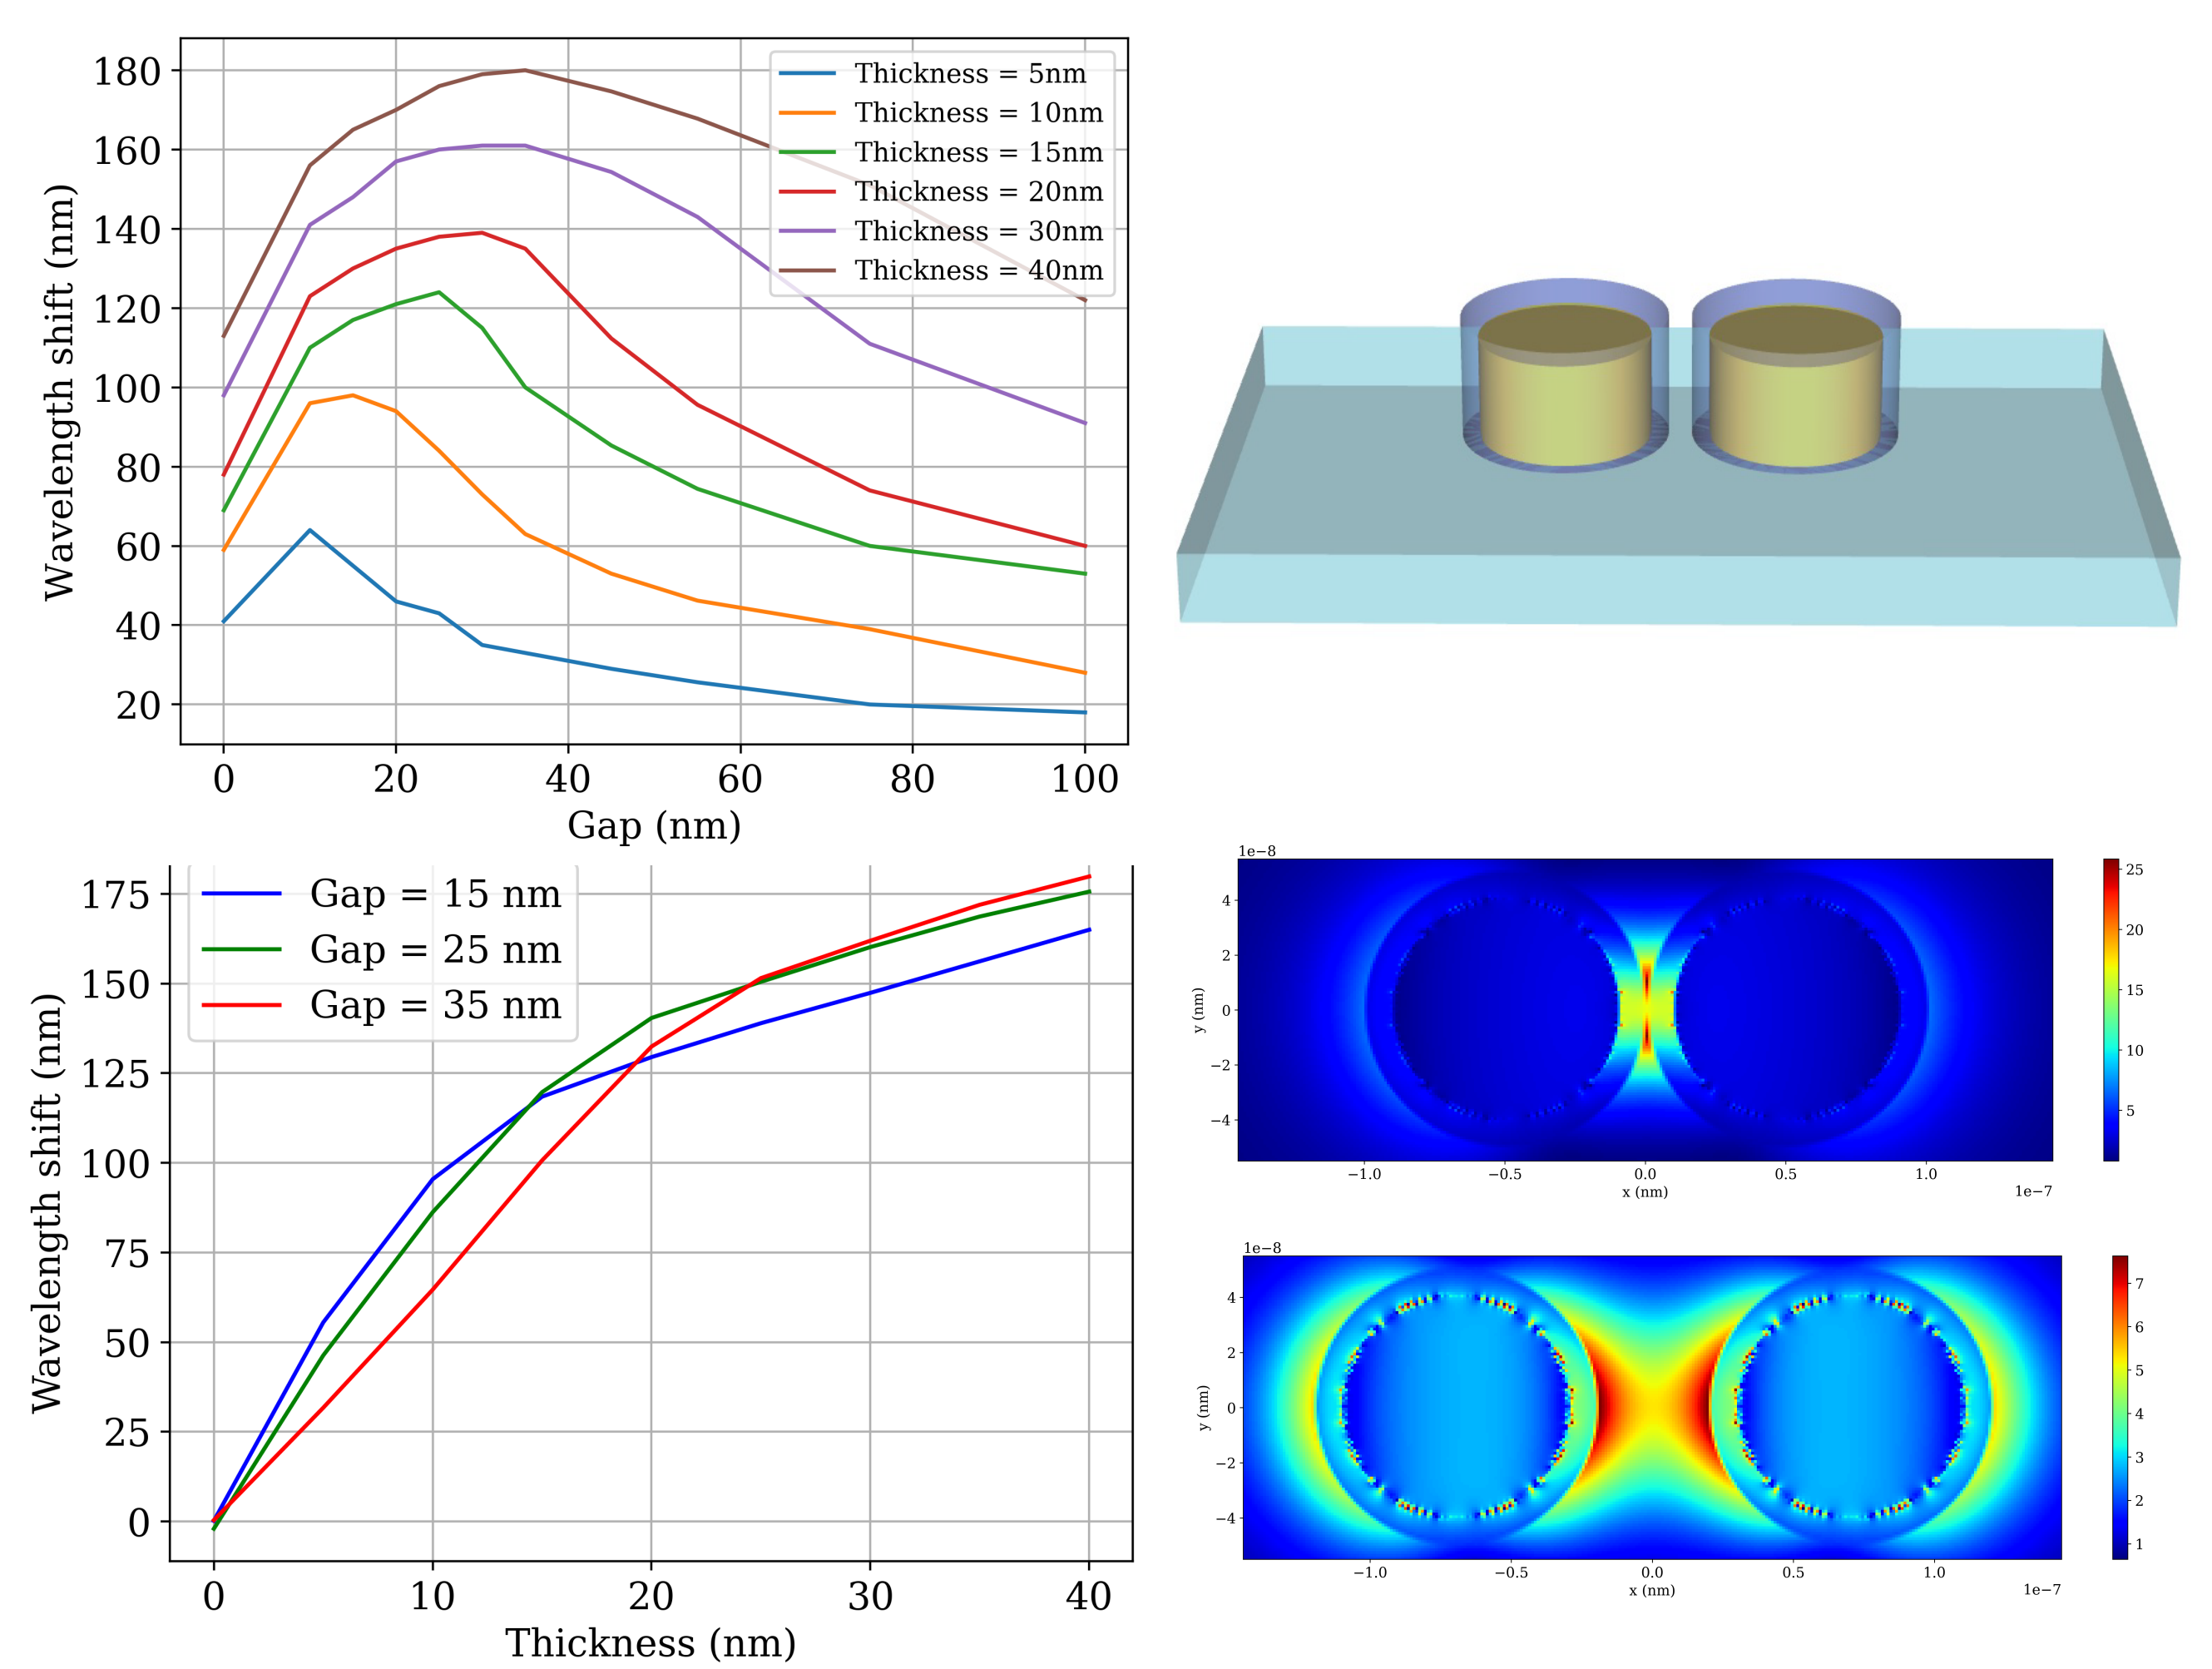 180
160
140
120
100
80
60
40
20
Wavelength shift (nm)
Thickness = 5nm
Thickness = 10nm
Thickness = 15nm
Thickness = 20nm
Thickness = 30nm
Thickness = 40nm
0 20 40 60 80 100
Gap (nm)
175
150
125
100
75
50
25
0
Wavelength shift (nm)
Gap = 15 nm
Gap = 25 nm
Gap = 35 nm
0 10 20 30 40
Thickness (nm)
1e−8
4
2
0
−2
−4
y (nm)
−1.0 −0.5 0.0 0.5 1.0
x (nm)
1e−7
25
20
15
10
5
1e−8
4
2
0
−2
−4
y (nm)
−1.0 −0.5 0.0 0.5 1.0
x (nm)
1e−7
7
6
5
4
3
2
1